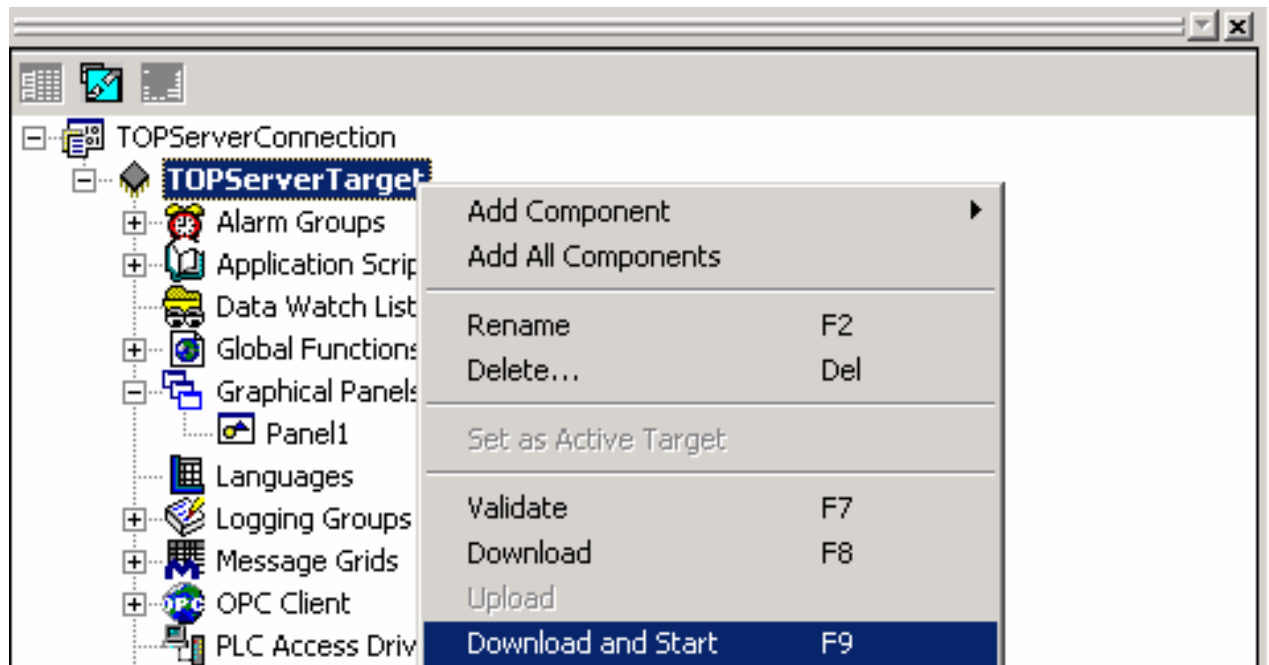 TOPServerConnection
TOPServerTarget
Alarm Groups
Application Scrip
Data Watch List
Global Functions
Graphical Panels
Panel1
Languages
Logging Groups
Message Grids
OPC Client
PLC Access Driv
Add Component
Add All Components
Rename F2
Delete... Del
Set as Active Target
Validate F7
Download F8
Upload
Download and Start F9